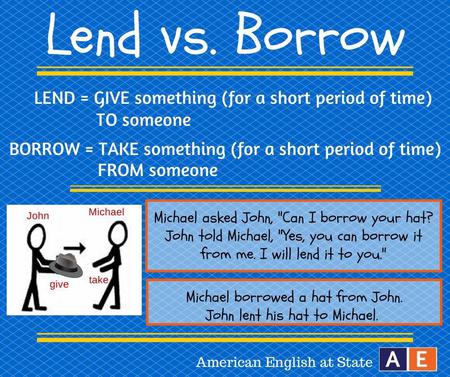 Lend vs. Borrow
LEND = GIVE something (for a short period of time)
TO someone
BORROW = TAKE something (for a short period of time)
FROM someone
John
Michael
give
take
Michael asked John, "Can I borrow your hat?
John told Michael, "Yes, you can borrow it
from me. I will lend it to you."
Michael borrowed a hat from John.
John lent his hat to Michael.
American English at State
A E